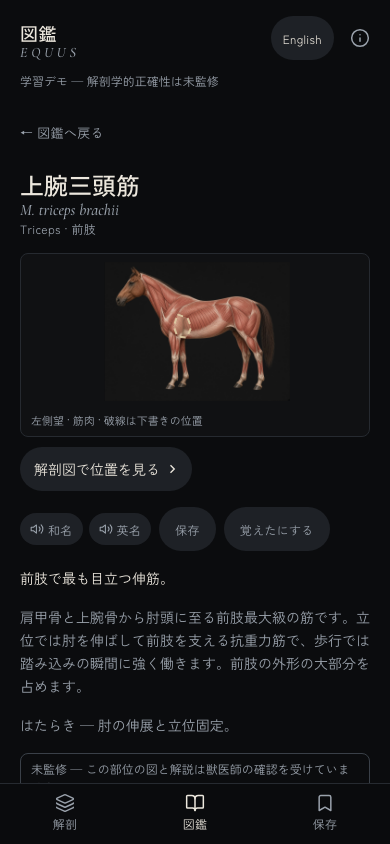 図鑑
EQUUS
English
学習デモ — 解剖学的正確性は未監修
← 図鑑へ戻る
上腕三頭筋
M. triceps brachii
Triceps · 前肢
左側望 · 筋肉 · 破線は下書きの位置
解剖図で位置を見る
和名
英名
保存
覚えたにする
前肢で最も目立つ伸筋。
肩甲骨と上腕骨から肘頭に至る前肢最大級の筋です。立
位では肘を伸ばして前肢を支える抗重力筋で、歩行では
踏み込みの瞬間に強く働きます。前肢の外形の大部分を
占めます。
はたらき — 肘の伸展と立位固定。
未監修 — この部位の図と解説は獣医師の確認を受けていま
解剖
図鑑
保存